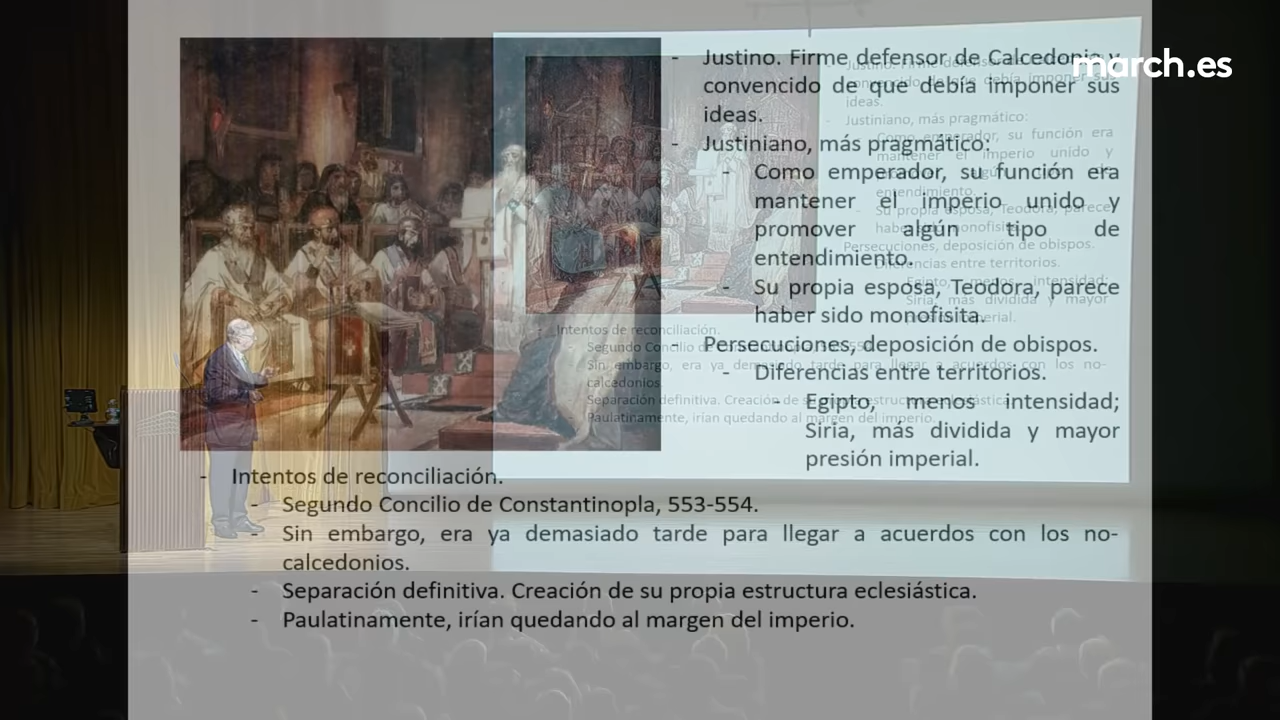 march.es
- Justino. Firme defensor de Calcedonia y
convencido de que debía imponer sus
ideas.
- Justiniano, más pragmático:
- Como emperador, su función era
mantener el imperio unido y
promover algún tipo de
entendimiento.
- Su propia esposa, Teodora, parece
haber sido monofisita.
- Persecuciones, deposición de obispos.
- Diferencias entre territorios.
- Egipto, menos intensidad;
Siria, más dividida y mayor
presión imperial.
- Intentos de reconciliación.
- Segundo Concilio de Constantinopla, 553-554.
- Sin embargo, era ya demasiado tarde para llegar a acuerdos con los no-
calcedonios.
- Separación definitiva. Creación de su propia estructura eclesiástica.
- Paulatinamente, irían quedando al margen del imperio.